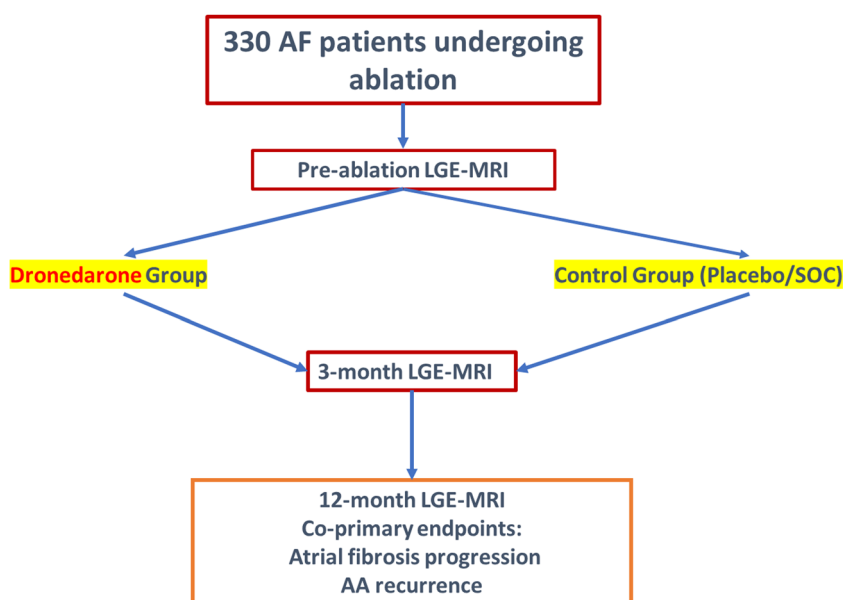 330 AF patients undergoing
ablation
Pre-ablation LGE-MRI
Dronedarone Group
Control Group (Placebo/SOC)
3-month LGE-MRI
12-month LGE-MRI
Co-primary endpoints:
Atrial fibrosis progression
AA recurrence